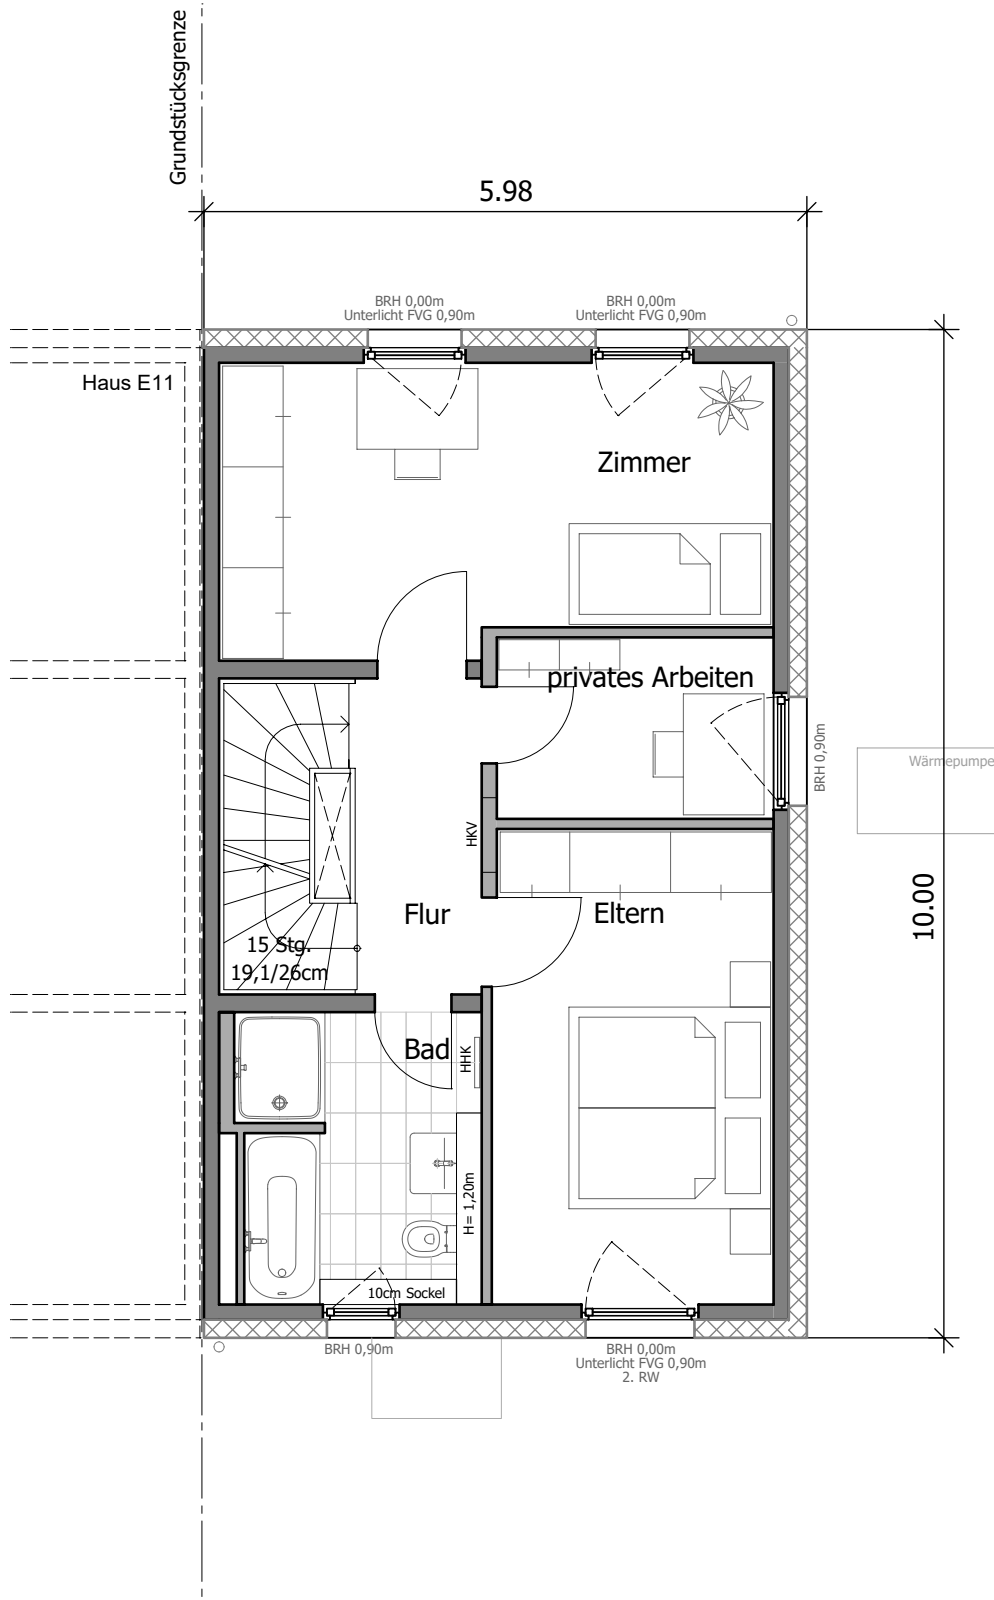 Grundstücksgrenze
5.98
BRH 0,00m
Unterlicht FVG 0,90m
BRH 0,00m
Unterlicht FVG 0,90m
Haus E11
Zimmer
privates Arbeiten
BRH 0,90m
Wärmepumpe
HKV
10.00
Flur
Eltern
15 Stg.
19,1/26cm
Bad
HHK
H= 1,20m
10cm Sockel
BRH 0,90m
BRH 0,00m
Unterlicht FVG 0,90m
2. RW